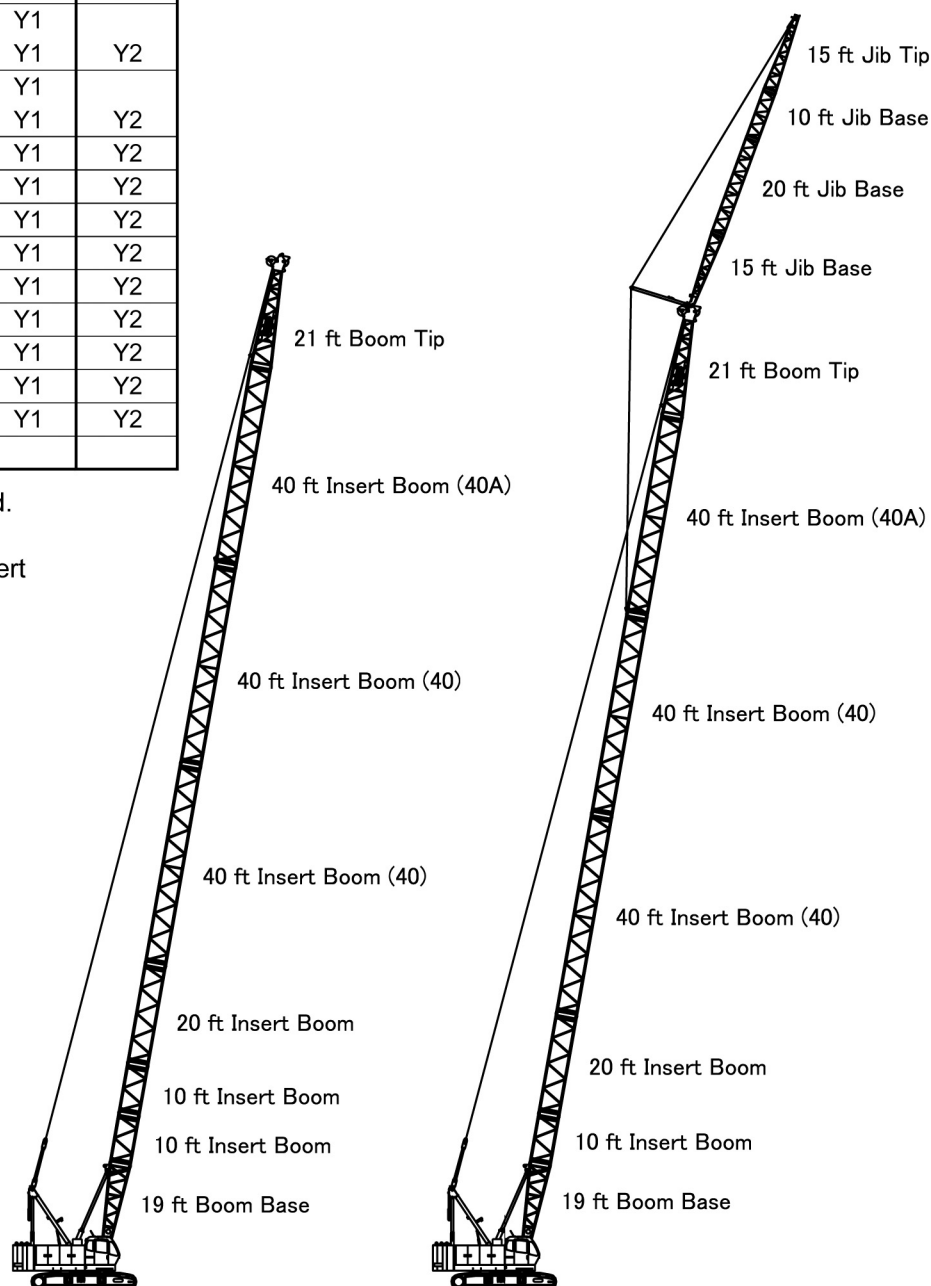 Y1
Y1 Y2
Y1
Y1 Y2
Y1 Y2
Y1 Y2
Y1 Y2
Y1 Y2
Y1 Y2
Y1 Y2
Y1 Y2
Y1 Y2
Y1 Y2
d.
ert
21 ft Boom Tip
40 ft Insert Boom (40A)
40 ft Insert Boom (40)
40 ft Insert Boom (40)
20 ft Insert Boom
10 ft Insert Boom
10 ft Insert Boom
19 ft Boom Base
15 ft Jib Tip
10 ft Jib Base
20 ft Jib Base
15 ft Jib Base
21 ft Boom Tip
40 ft Insert Boom (40A)
40 ft Insert Boom (40)
40 ft Insert Boom (40)
20 ft Insert Boom
10 ft Insert Boom
19 ft Boom Base